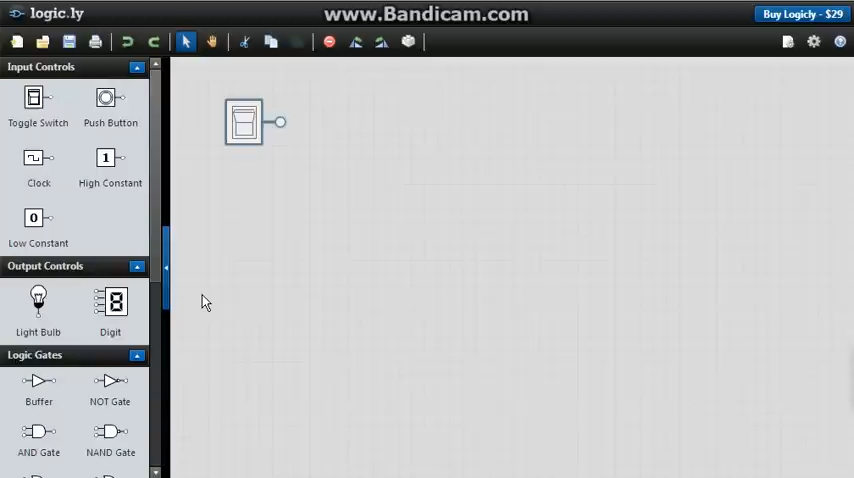 logic.ly
www.Bandicam.com
Buy Logicly - $29
Input Controls
Toggle Switch
Push Button
Clock
1
High Constant
0
Low Constant
Output Controls
8
Light Bulb
Digit
Logic Gates
Buffer
NOT Gate
AND Gate
NAND Gate